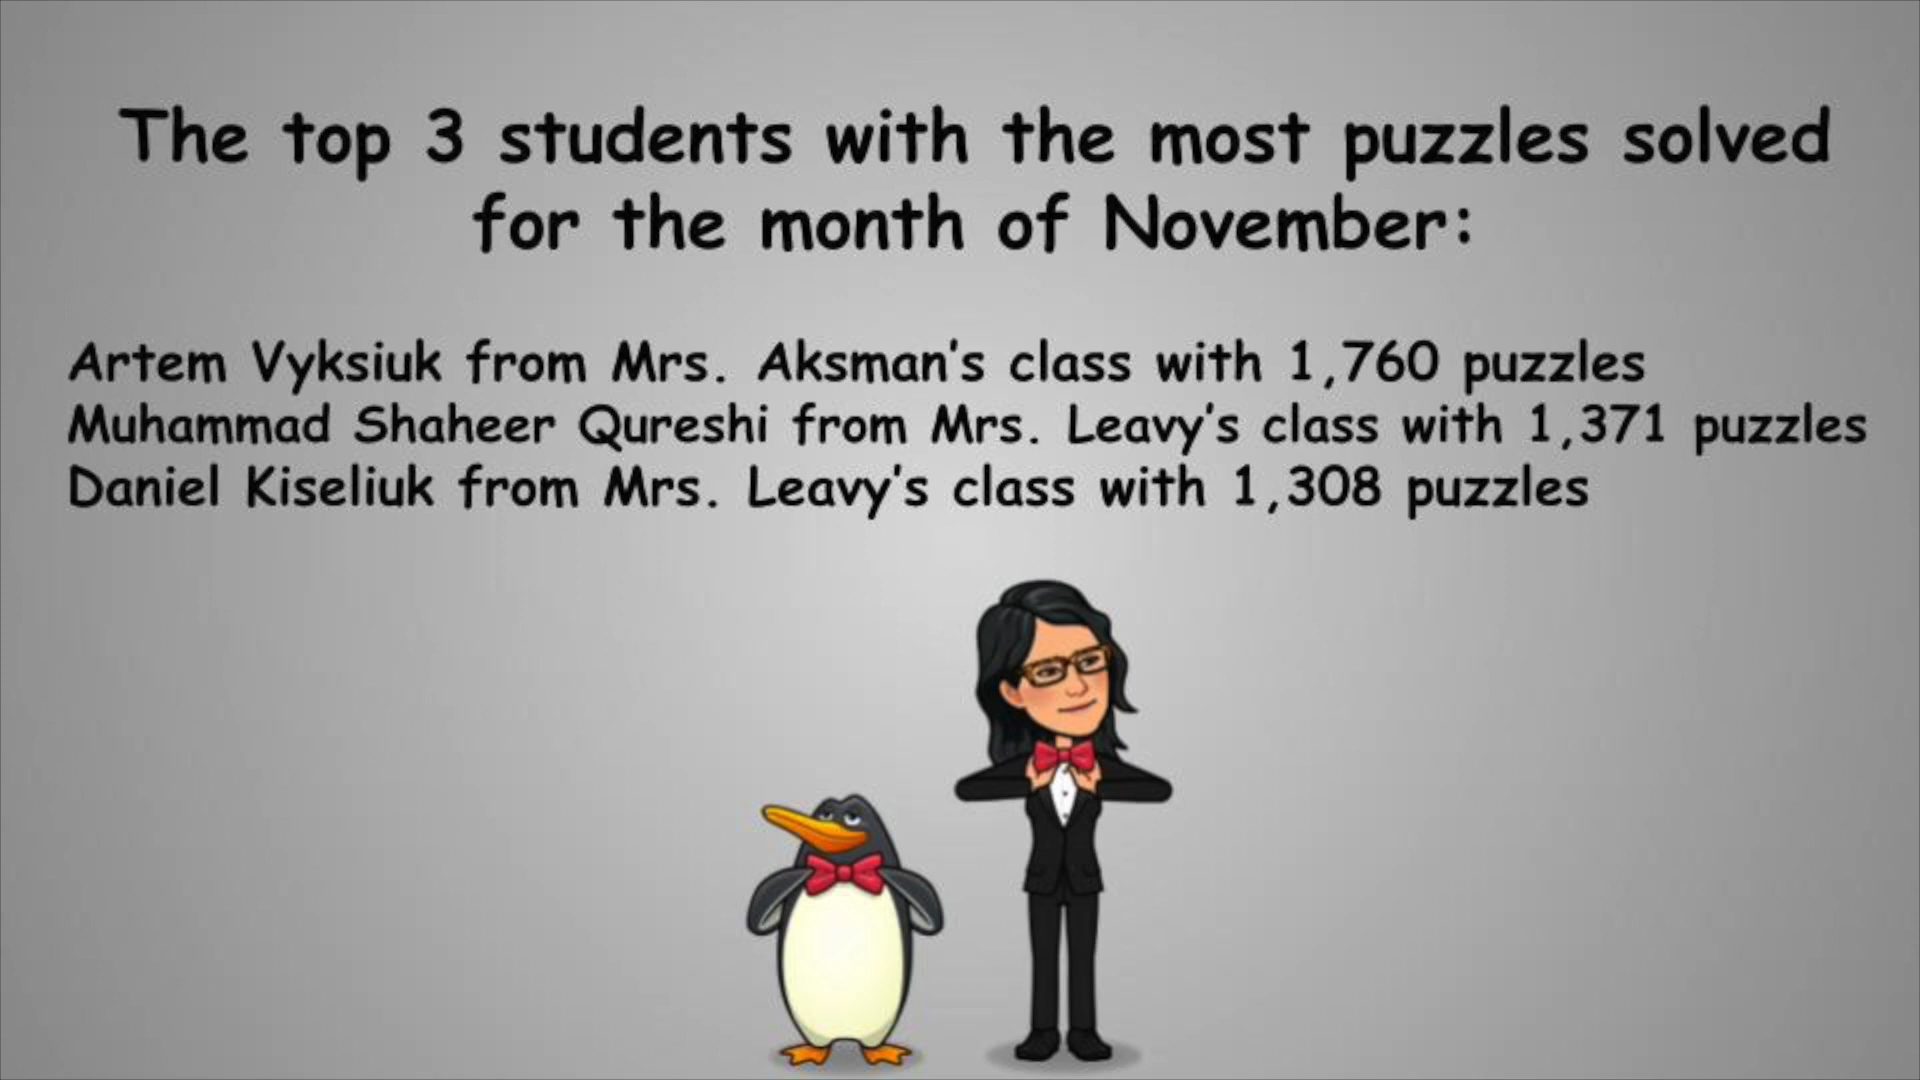 The top 3 students with the most puzzles solved
for the month of November:
Artem Vyksiuk from Mrs. Aksman's class with 1,760 puzzles
Muhammad Shaheer Qureshi from Mrs. Leavy's class with 1,371 puzzles
Daniel Kiseliuk from Mrs. Leavy's class with 1,308 puzzles